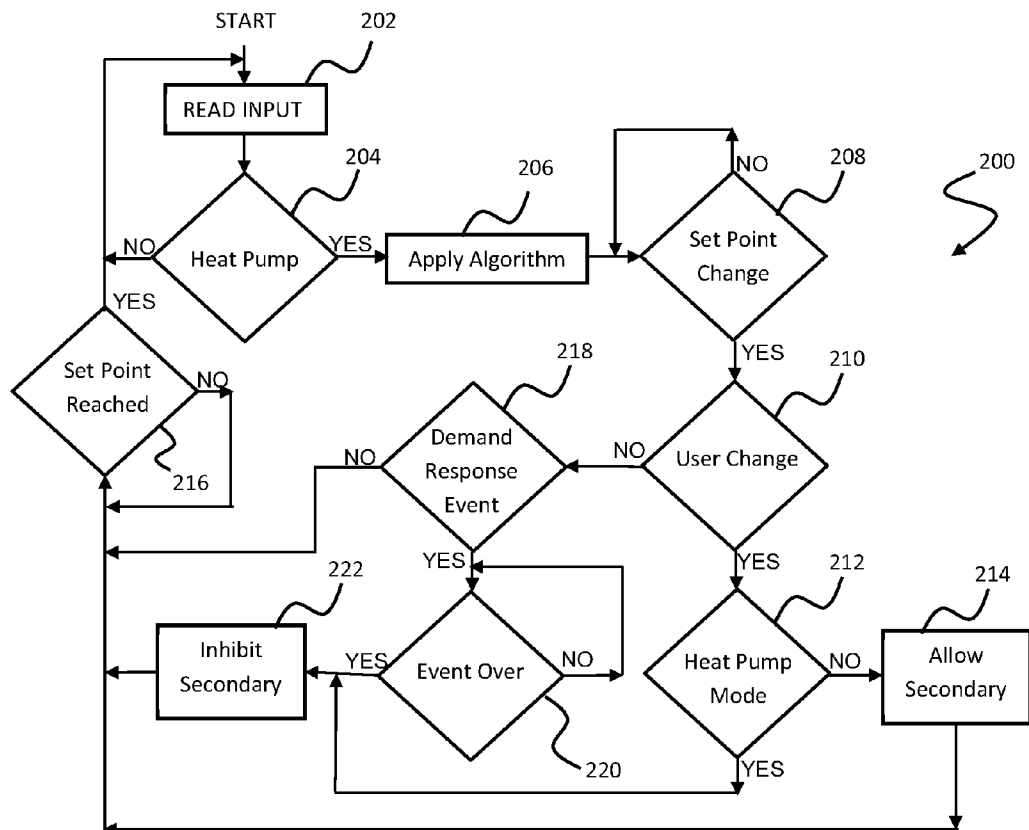 START
202
READ INPUT
204
206
NO
208
200
NO
Heat Pump
YES
Apply Algorithm
Set Point
Change
YES
YES
Set Point
Reached
NO
216
218
210
Demand
Response
Event
NO
NO
User Change
YES
YES
222
212
214
Inhibit
Secondary
YES
Event Over
NO
Heat Pump
Mode
NO
Allow
Secondary
220
YES